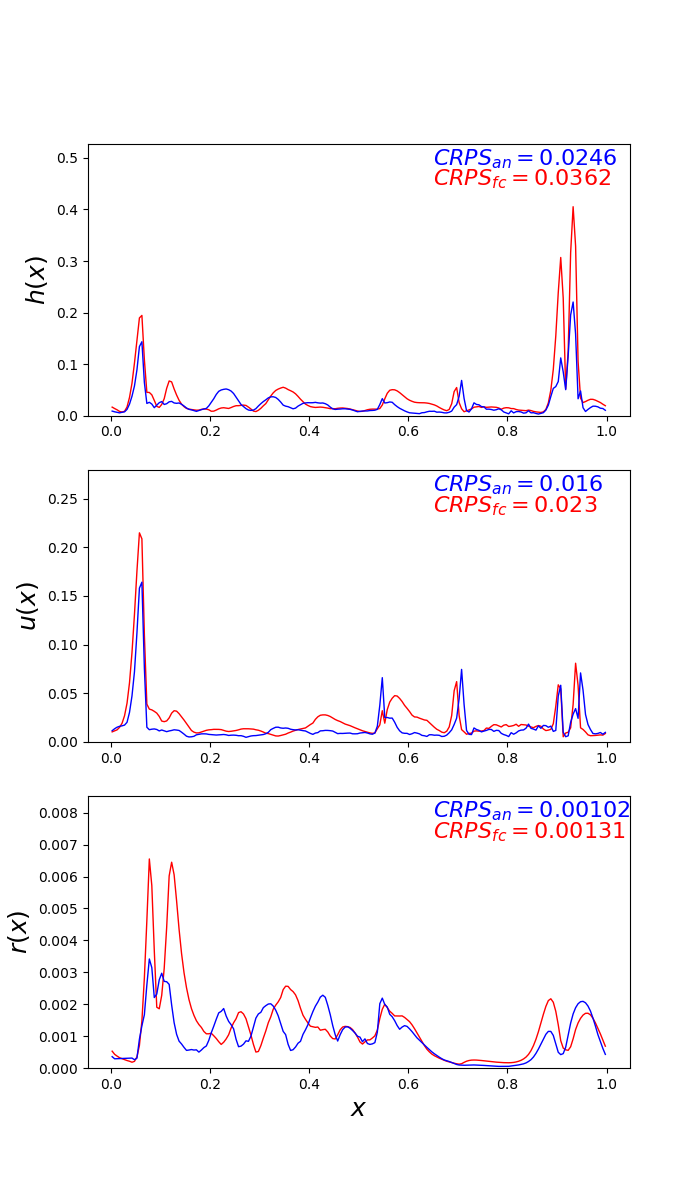 CRPS_an = 0.0246
CRPS_fc = 0.0362
0.5
0.4
0.3
0.2
0.1
0.0
h(x)
0.0 0.2 0.4 0.6 0.8 1.0
CRPS_an = 0.016
CRPS_fc = 0.023
0.25
0.20
0.15
0.10
0.05
0.00
u(x)
0.0 0.2 0.4 0.6 0.8 1.0
CRPS_an = 0.00102
CRPS_fc = 0.00131
0.008
0.007
0.006
0.005
0.004
0.003
0.002
0.001
0.000
r(x)
0.0 0.2 0.4 0.6 0.8 1.0
x